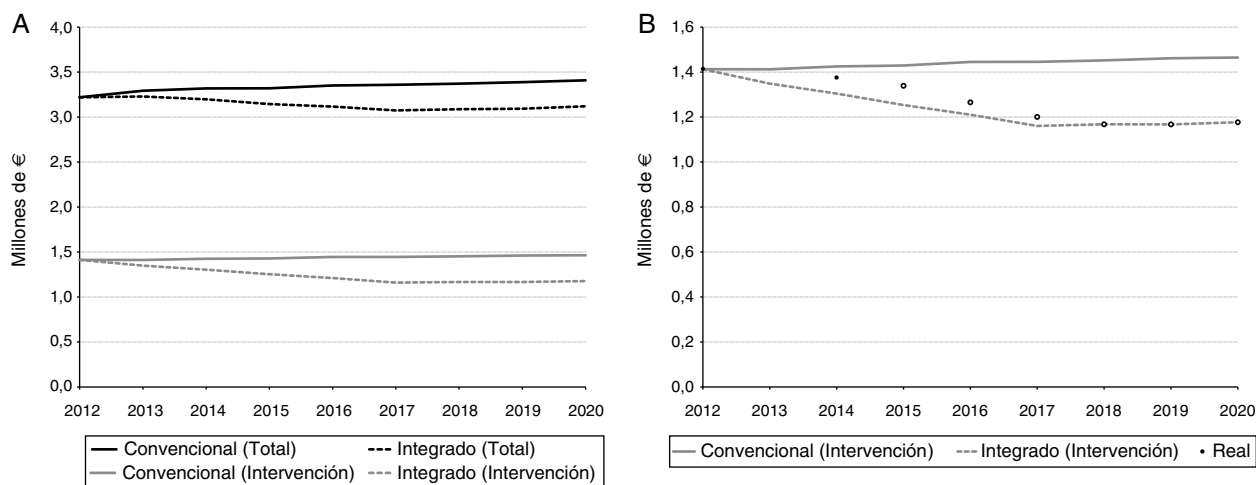 A
Millones de €
4,0
3,5
3,0
2,5
2,0
1,5
1,0
0,5
0,0
2012 2013 2014 2015 2016 2017 2018 2019 2020
Convencional (Total) Integrado (Total)
Convencional (Intervención) Integrado (Intervención)
B
Millones de €
1,6
1,4
1,2
1,0
0,8
0,6
0,4
0,2
0,0
2012 2013 2014 2015 2016 2017 2018 2019 2020
Convencional (Intervención) Integrado (Intervención) Real